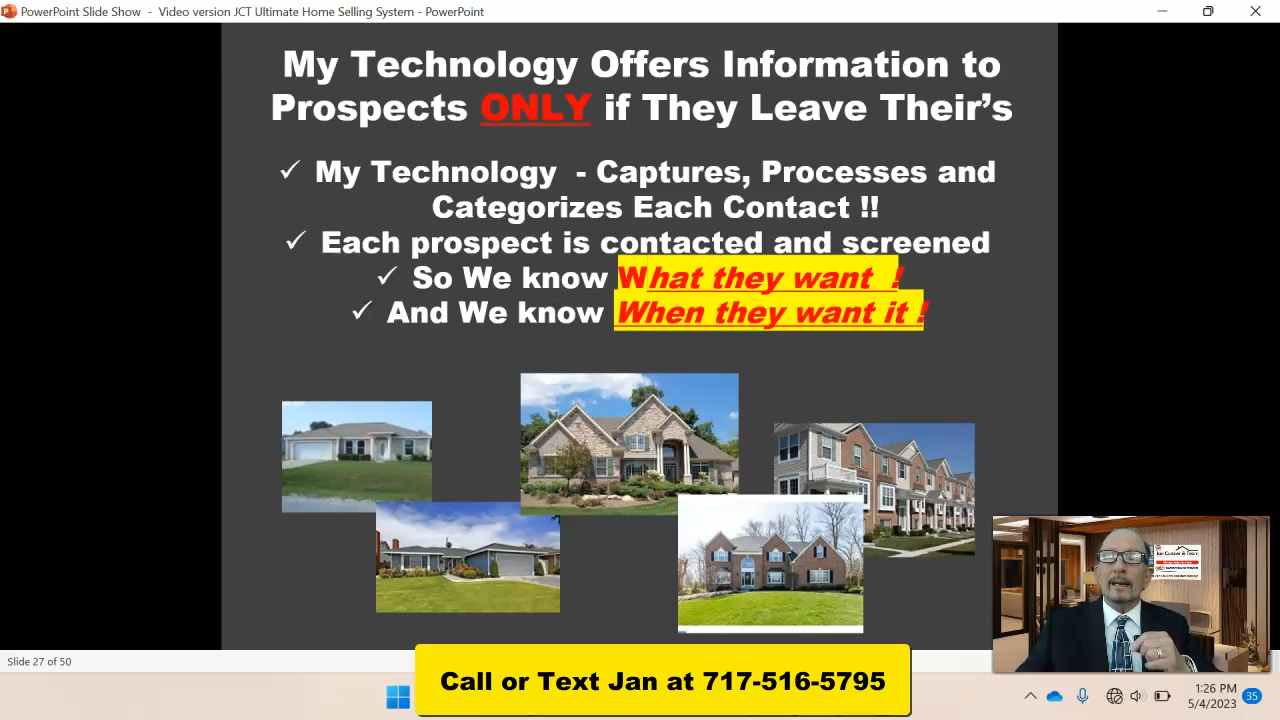 PowerPoint Slide Show - Video version JCT Ultimate Home Selling System - PowerPoint
My Technology Offers Information to
Prospects ONLY if They Leave Their's
✓ My Technology - Captures, Processes and
Categorizes Each Contact !!
✓ Each prospect is contacted and screened
✓ So We know What they want !
✓ And We know When they want it !
Jan Custer & Team
Slide 27 of 50
Call or Text Jan at 717-516-5795
1:26 PM
5/4/2023
35